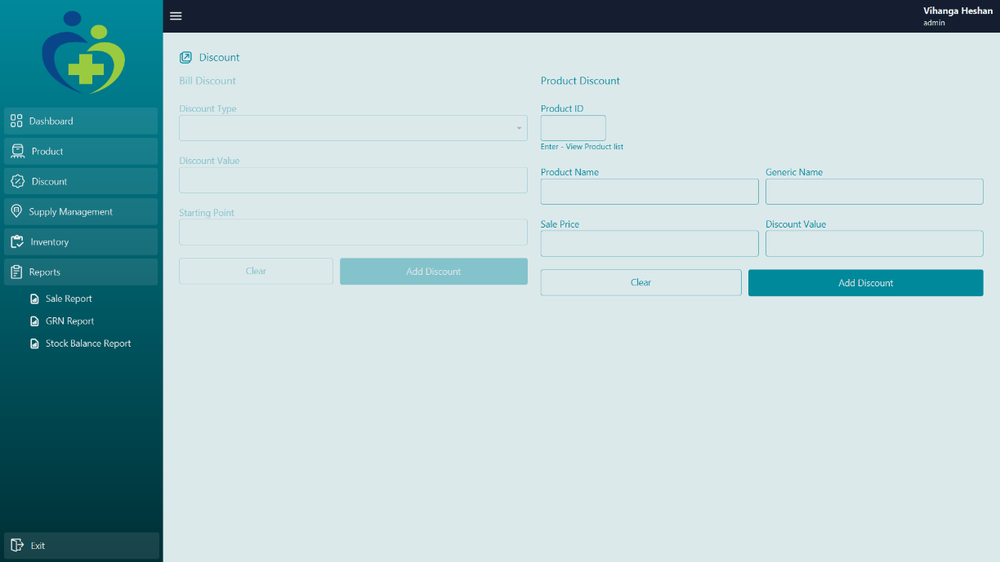 Vihanga Heshan
admin
Dashboard
Product
Discount
Supply Management
Inventory
Reports
Sale Report
GRN Report
Stock Balance Report
Exit
Discount
Bill Discount
Discount Type
Discount Value
Starting Point
Clear
Add Discount
Product Discount
Product ID
Enter - View Product list
Product Name
Generic Name
Sale Price
Discount Value
Clear
Add Discount